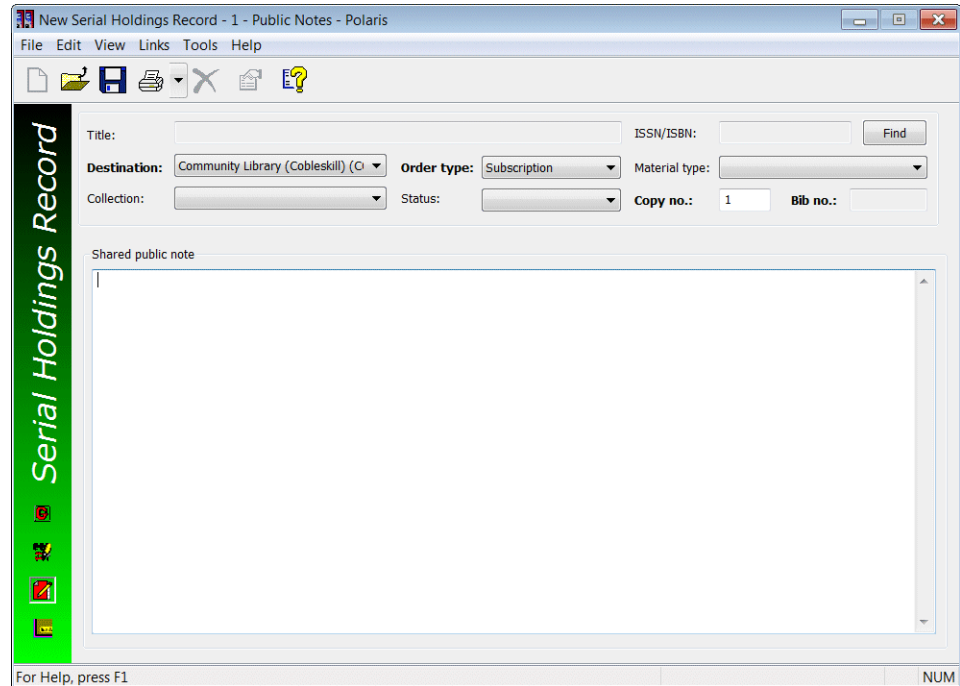 New Serial Holdings Record - 1 - Public Notes - Polaris
File Edit View Links Tools Help
Serial Holdings Record
Title: ISSN/ISBN: Find
Destination: Community Library (Cobleskill) Order type: Subscription Material type:
Collection: Status: Copy no.: 1 Bib no.:
Shared public note
For Help, press F1 NUM